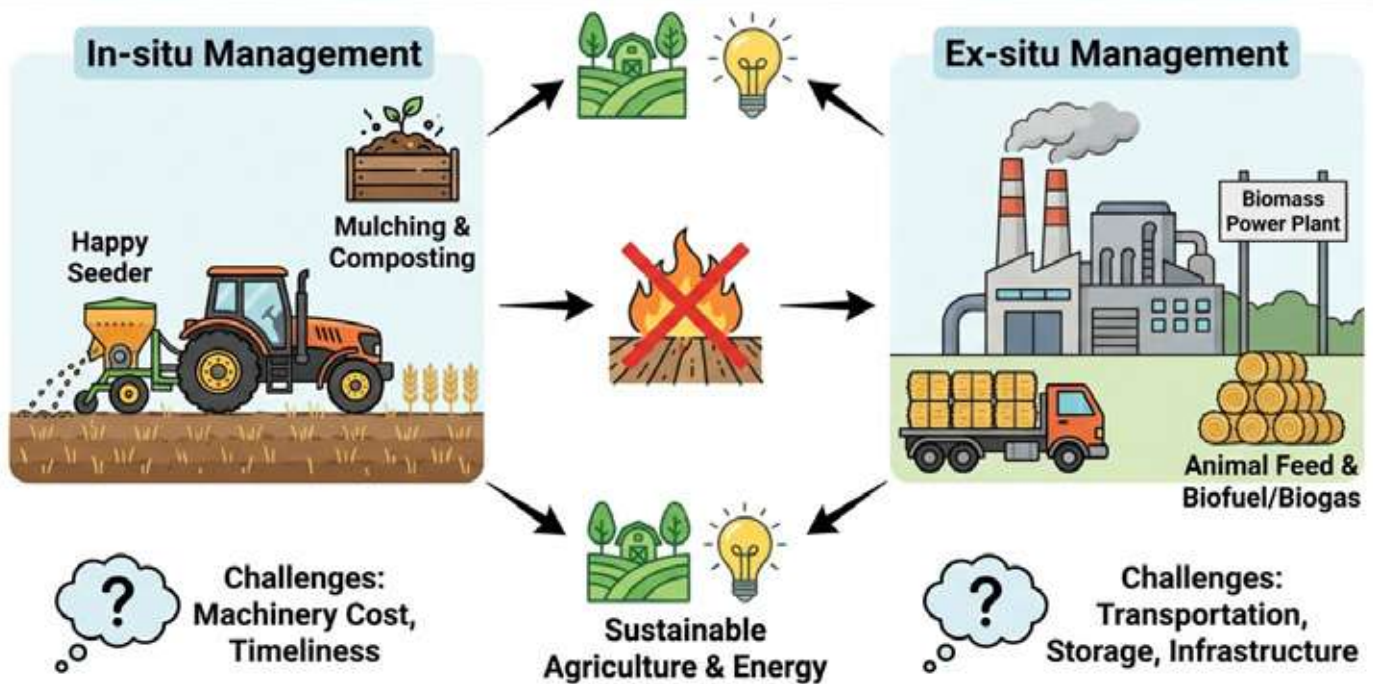 In-situ Management
Ex-situ Management
Mulching &
Composting
Happy
Seeder
Biomass
Power Plant
Animal Feed &
Biofuel/Biogas
?
Challenges:
Machinery Cost,
Timeliness
Sustainable
Agriculture & Energy
?
Challenges:
Transportation,
Storage, Infrastructure